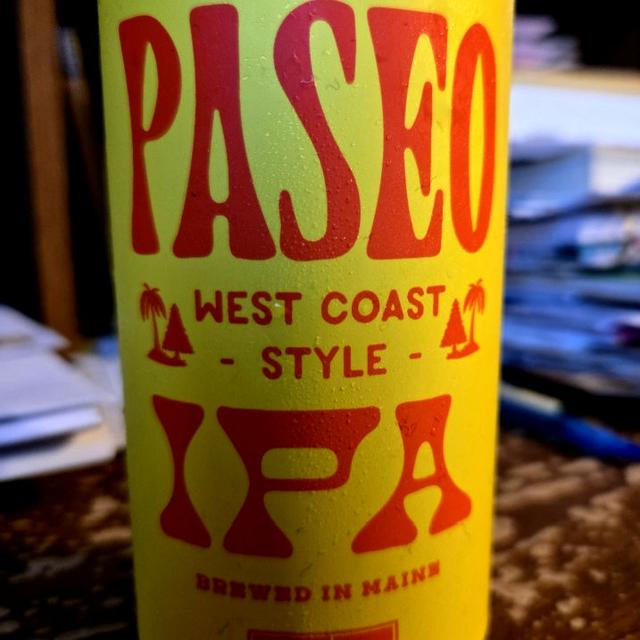 PASEO
WEST COAST
- STYLE -
IPA
BREWED IN MAINE